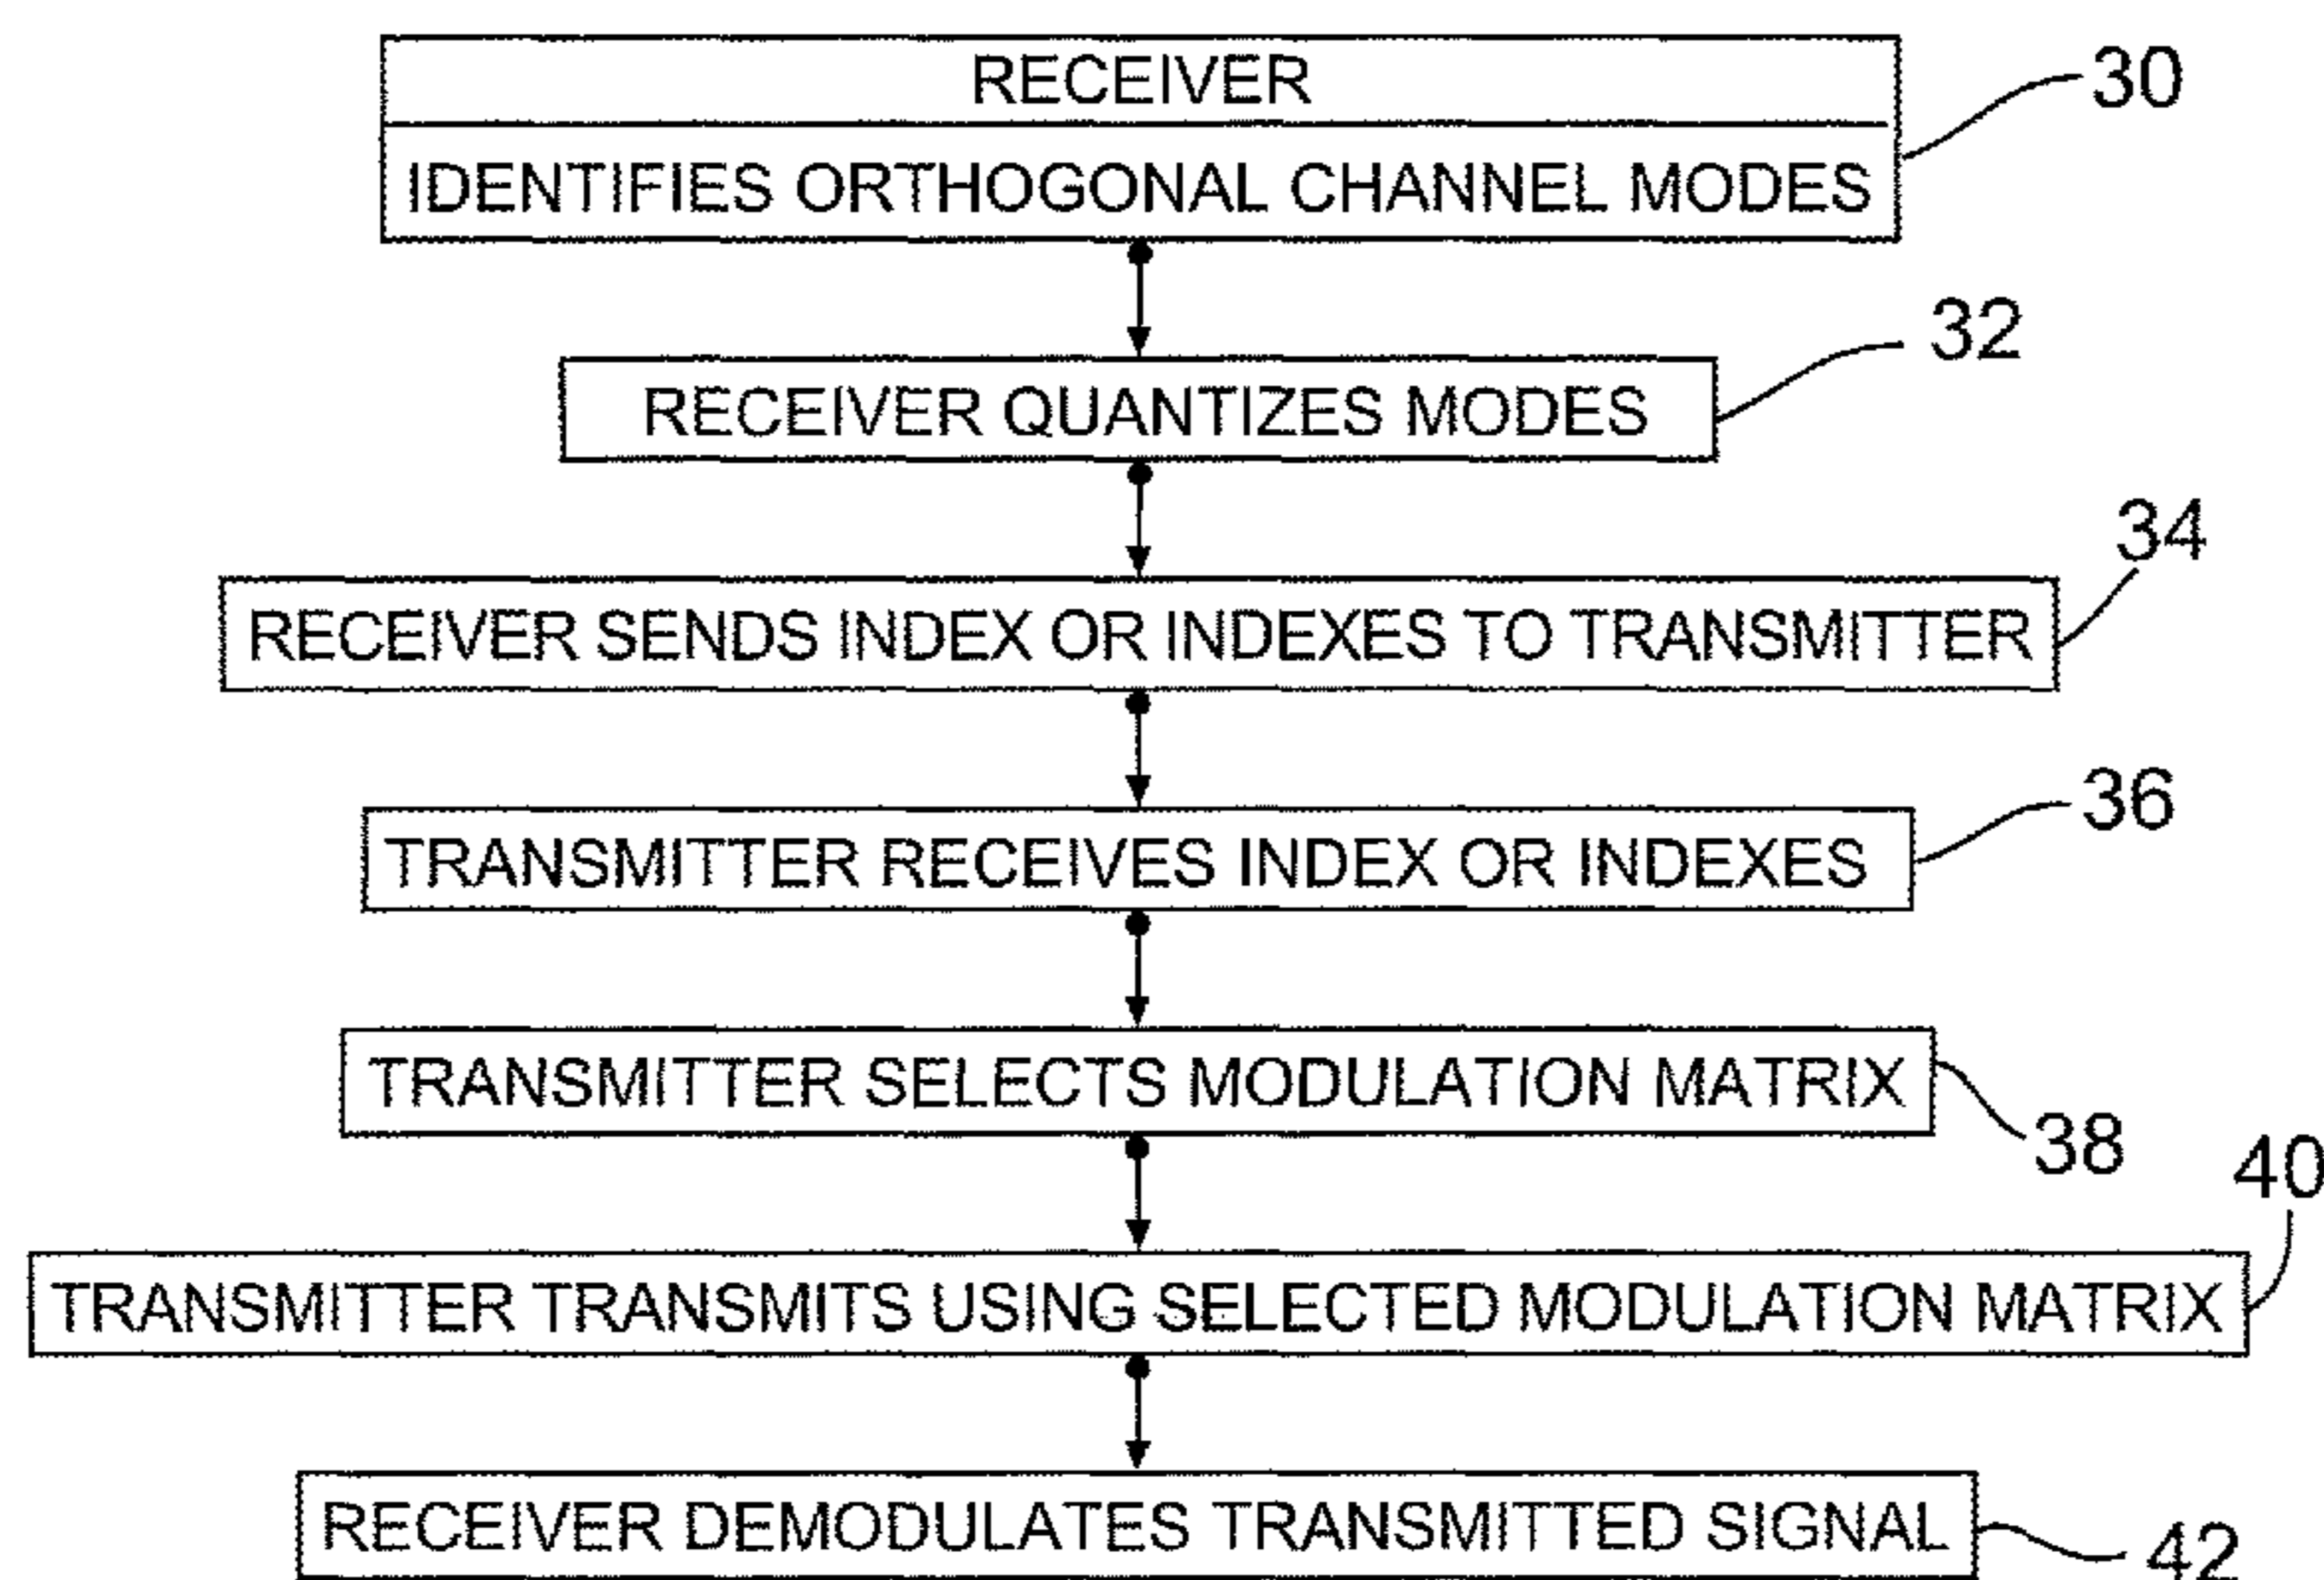 RECEIVER
30
IDENTIFIES ORTHOGONAL CHANNEL MODES
32
RECEIVER QUANTIZES MODES
34
RECEIVER SENDS INDEX OR INDEXES TO TRANSMITTER
36
TRANSMITTER RECEIVES INDEX OR INDEXES
TRANSMITTER SELECTS MODULATION MATRIX
38
40
TRANSMITTER TRANSMITS USING SELECTED MODULATION MATRIX
RECEIVER DEMODULATES TRANSMITTED SIGNAL
42